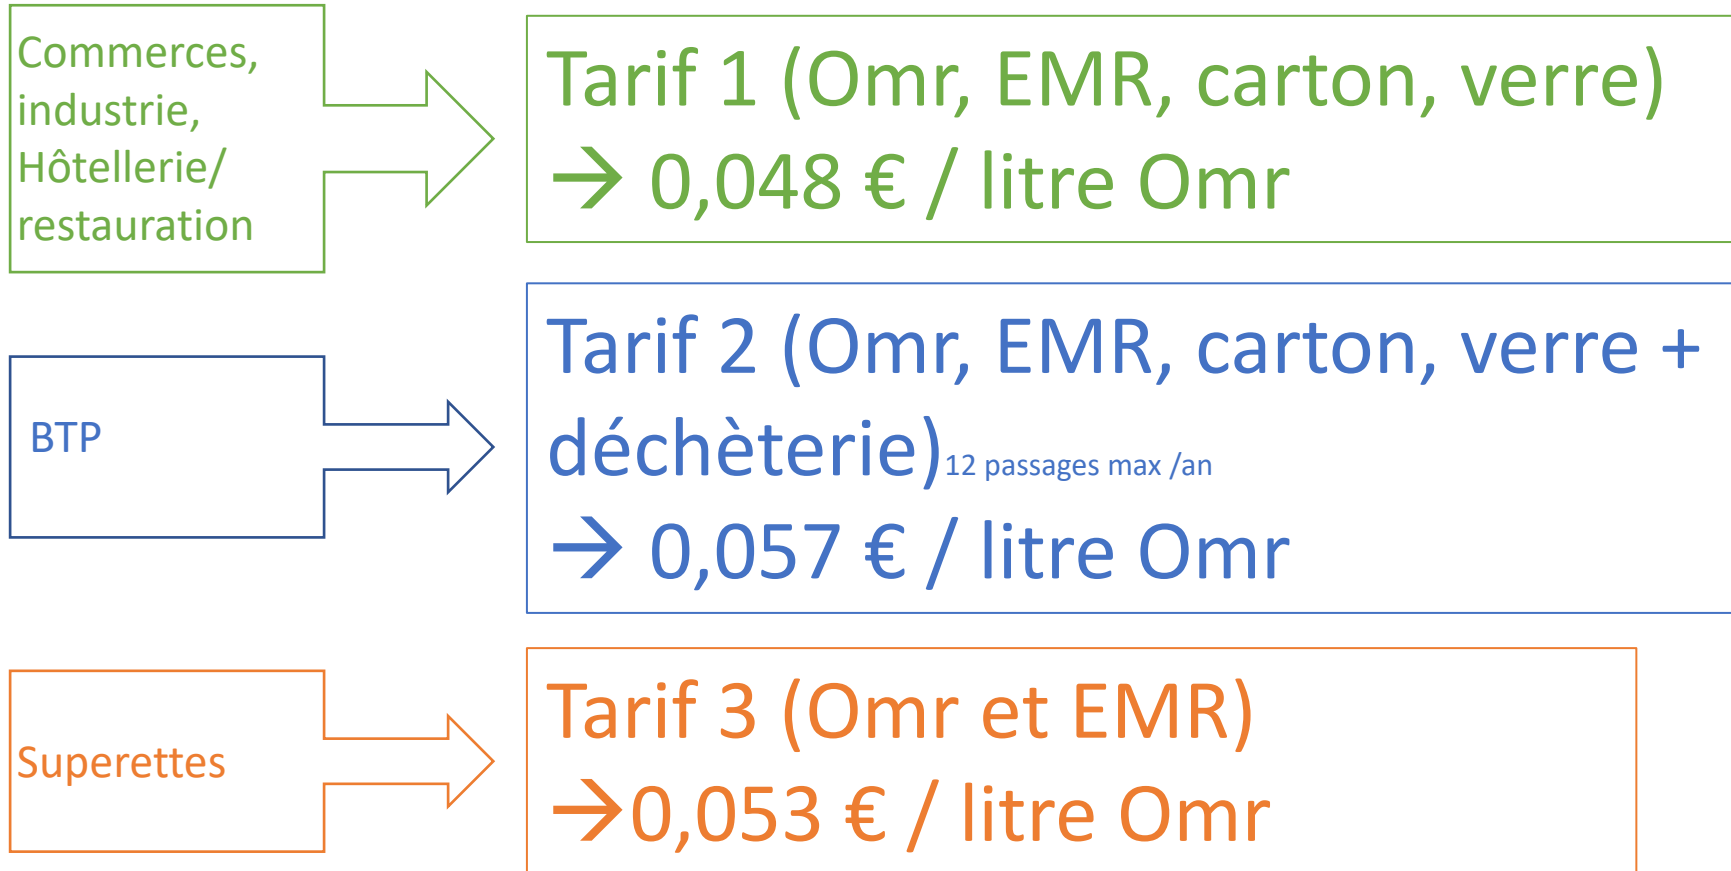 Commerces,
industrie,
Hôtellerie/
restauration
Tarif 1 (Omr, EMR, carton, verre)
→ 0,048 € / litre Omr
BTP
Tarif 2 (Omr, EMR, carton, verre +
déchèterie)12 passages max /an
→ 0,057 € / litre Omr
Superettes
Tarif 3 (Omr et EMR)
→0,053 € / litre Omr